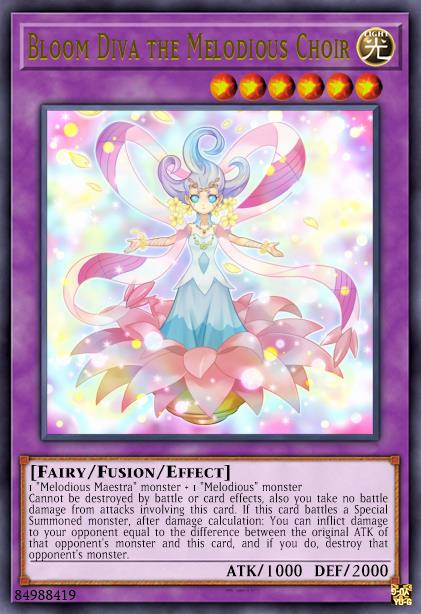 Bloom Diva the Melodious Choir
LIGHT
光
[Fairy/Fusion/Effect]
1 "Melodious Maestra" monster + 1 "Melodious" monster
Cannot be destroyed by battle or card effects, also you take no battle
damage from attacks involving this card. If this card battles a Special
Summoned monster, after damage calculation: You can inflict damage
to your opponent equal to the difference between the original ATK of
that opponent's monster and this card, and if you do, destroy that
opponent's monster.
ATK/1000 DEF/2000
84988419